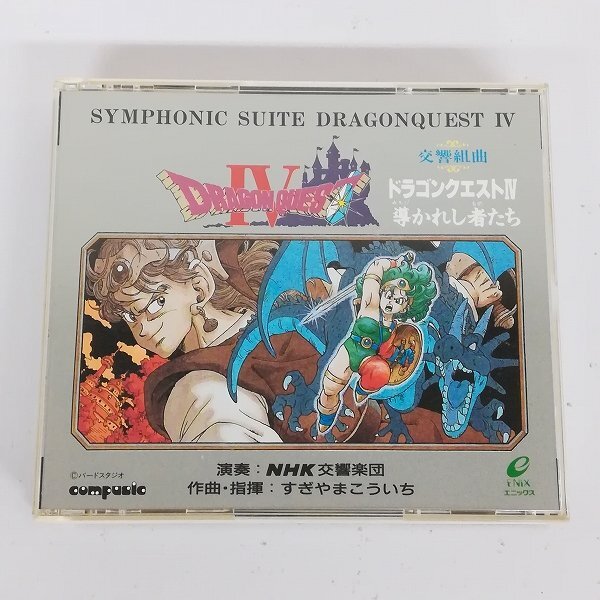 SYMPHONIC SUITE DRAGONQUEST IV
交響組曲
DRAGON QUEST
IV
ドラゴンクエストIV
導かれし者たち
演奏：NHK交響楽団
作曲・指揮：すぎやまこういち
©バードスタジオ
compusic
ENIX
エニックス